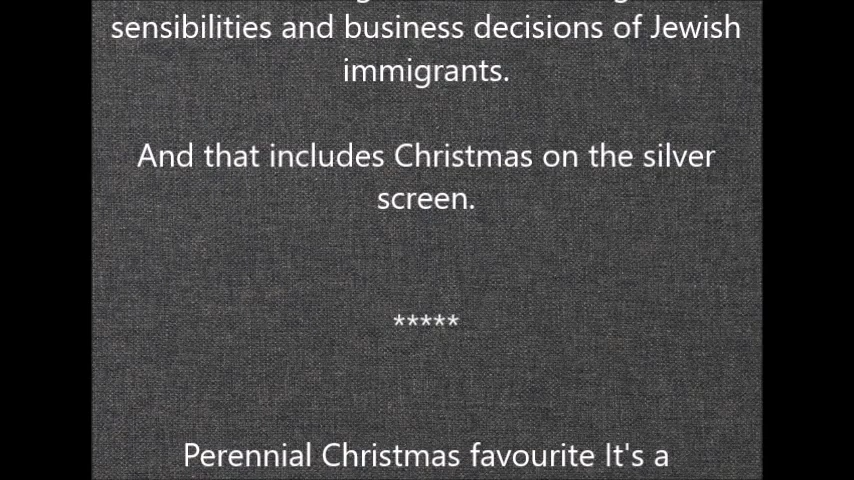 sensibilities and business decisions of Jewish
immigrants.
And that includes Christmas on the silver
screen.
*****
Perennial Christmas favourite It's a